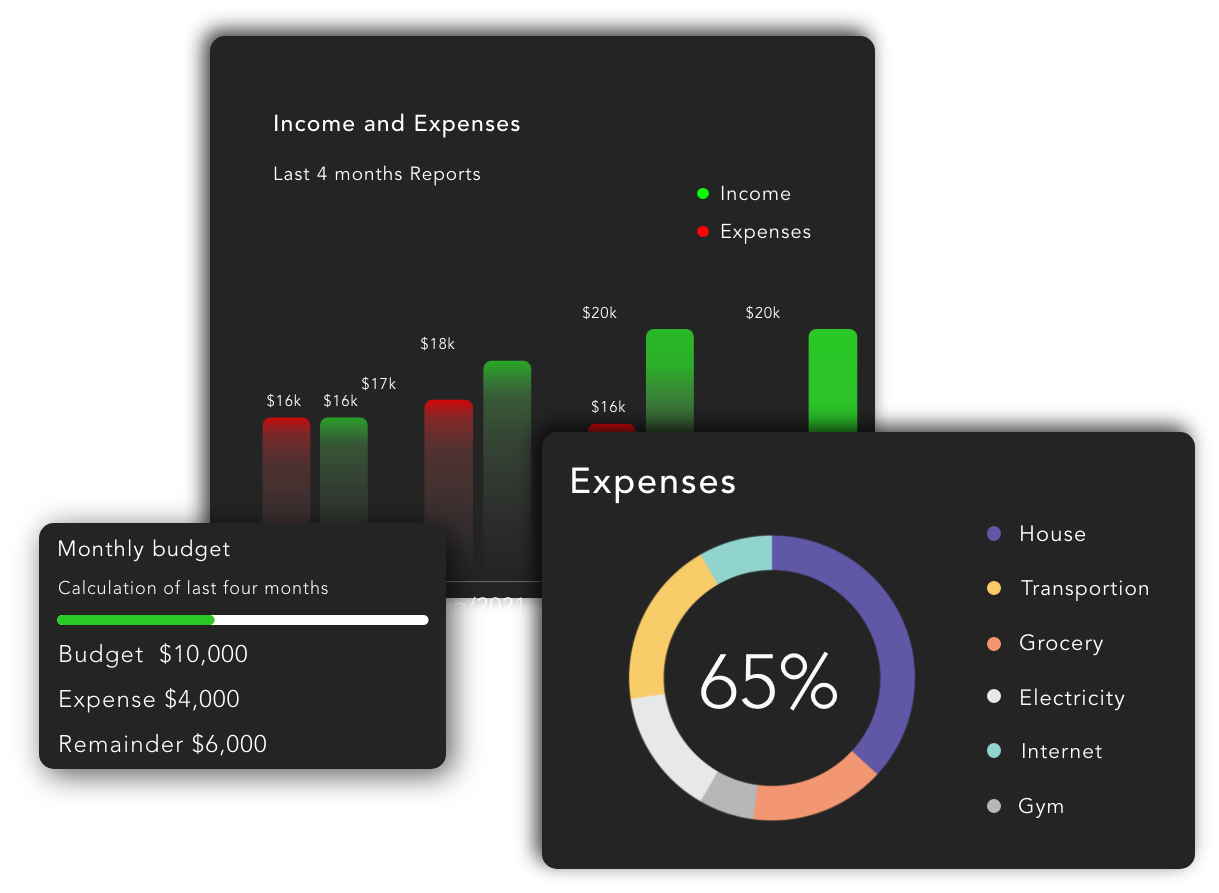 Income and Expenses
Last 4 months Reports
Income
Expenses
$20k
$20k
$18k
$17k
$16k
$16k
$16k
Expenses
House
Transportion
Grocery
Electricity
Internet
Gym
65%
Monthly budget
Calculation of last four months
Budget $10,000
Expense $4,000
Remainder $6,000